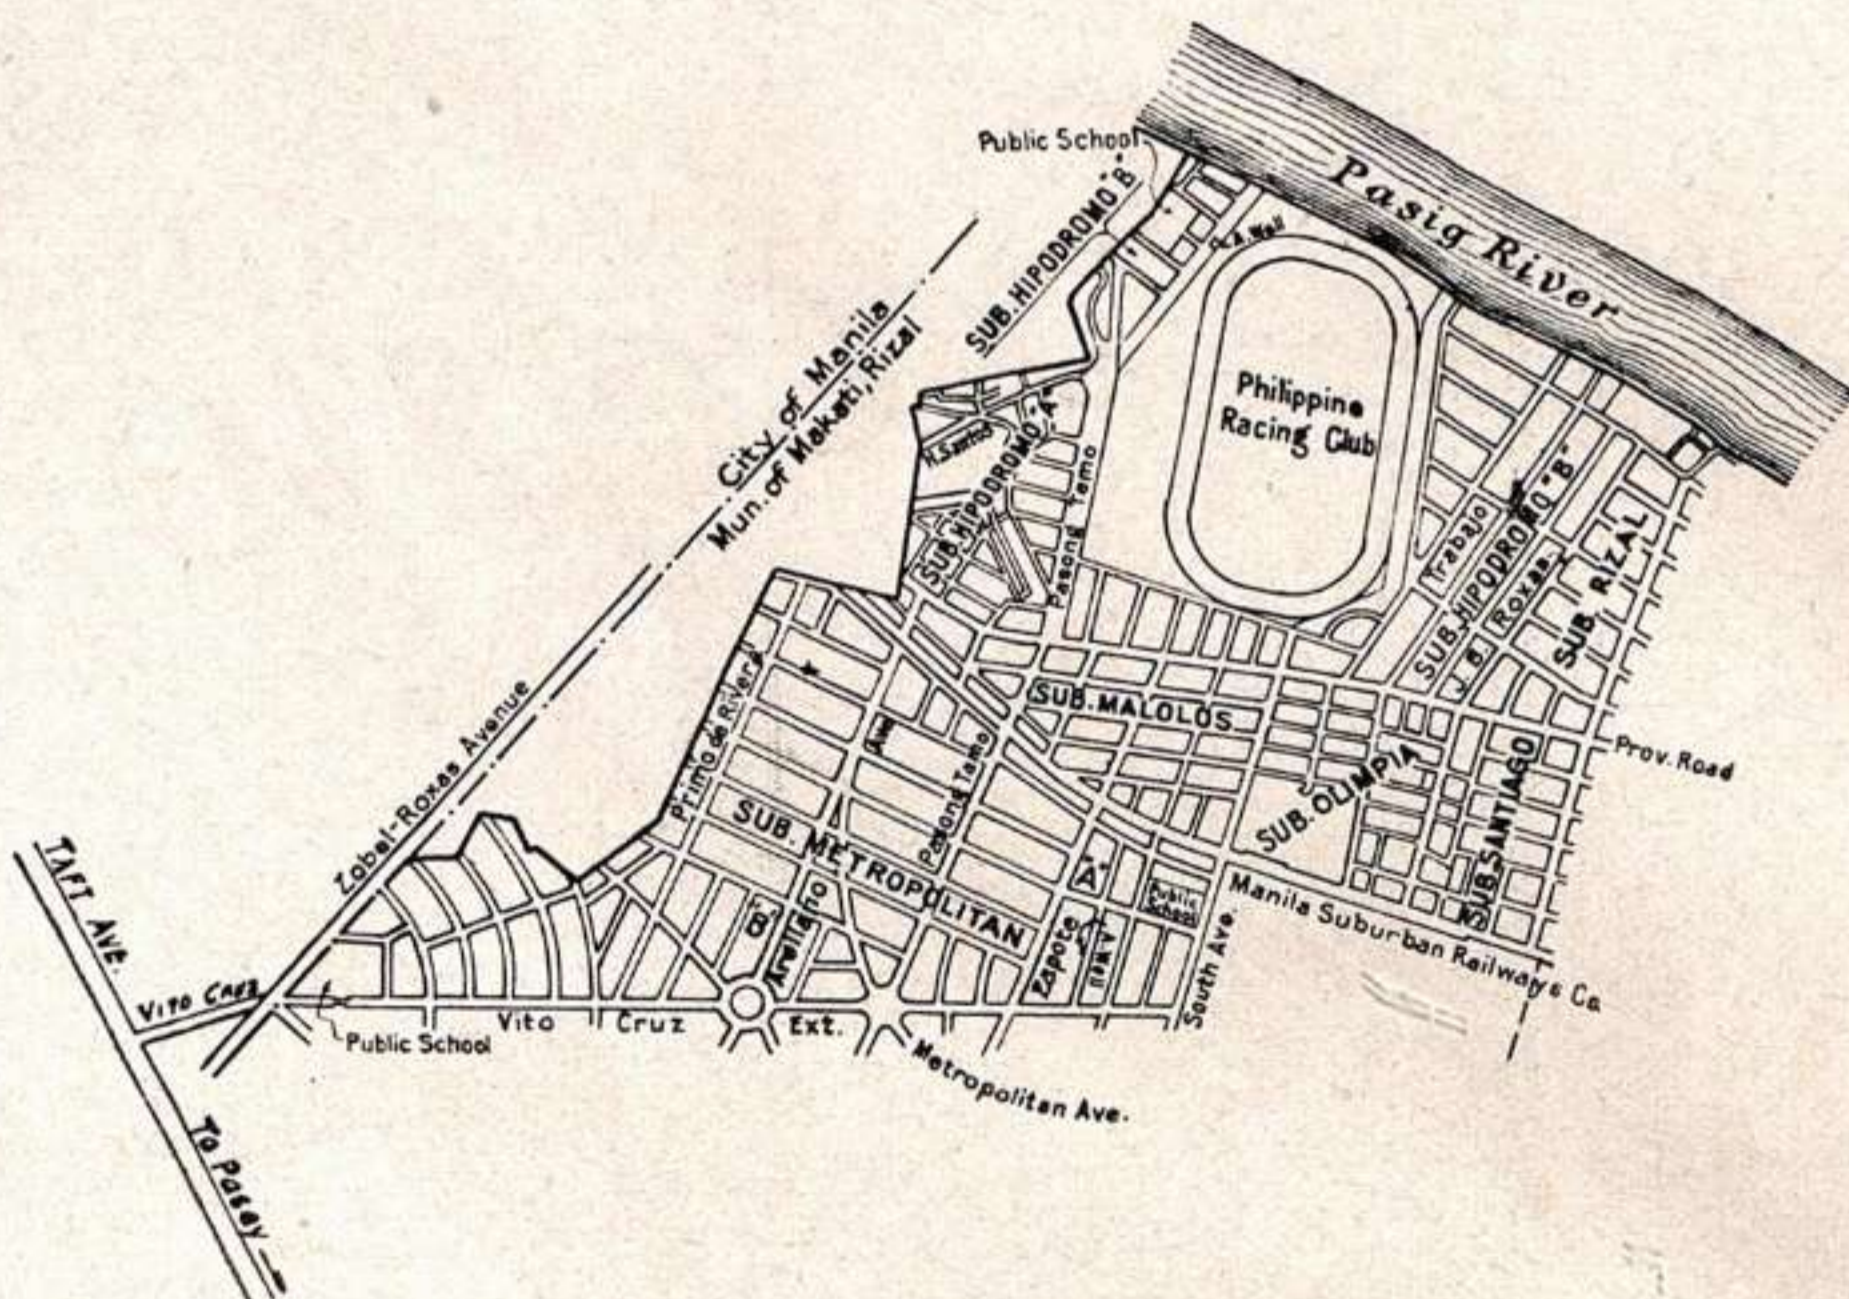 Public School
Pasig River
SUB. HIPODROMO "B"
A. Mall
City of Manila
Mun. of Makati, Rizal
Philippine
Racing Club
N. Santos
SUB. HIPODROMO "A"
Pasong Tamo
Trabajo
SUB. HIPODROMO "B"
J. B. Roxas
SUB. RIZAL
Zobel-Roxas Avenue
Primo de Rivera
SUB. MALOLOS
Ave.
Pasong Tamo
SUB. OLIMPIA
SUB. SANTIAGO
Prov. Road
SUB. METROPOLITAN
"A"
Public
School
"B"
Arellano
Zapote
South Ave.
Manila Suburban Railways Co.
TAFT AVE.
VITO CRUZ
Vito Cruz Ext.
Public School
Metropolitan Ave.
To Pasay